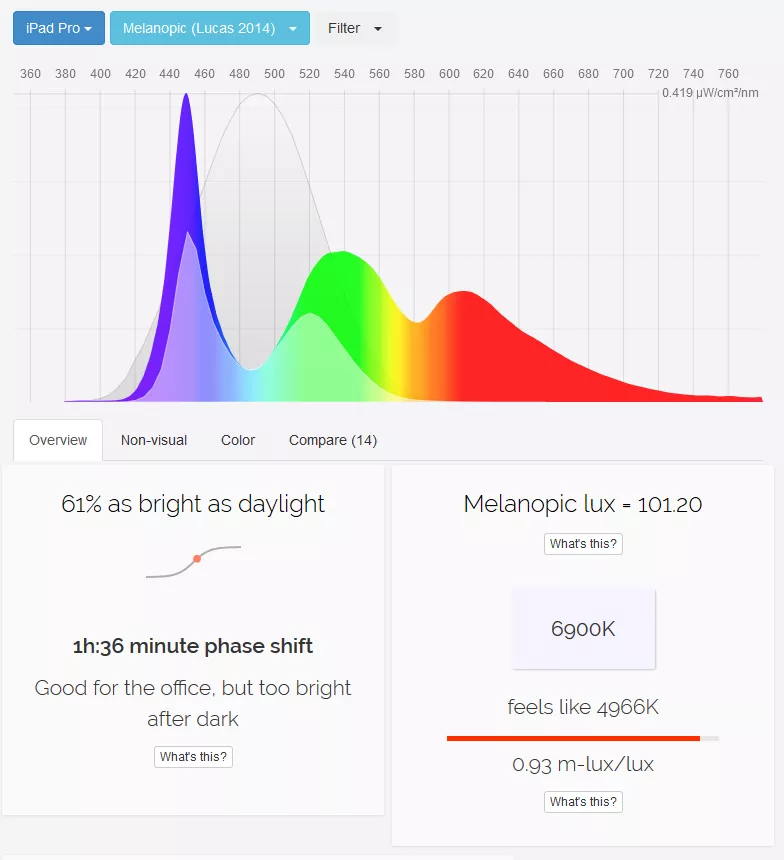 iPad Pro
Melanopic (Lucas 2014)
Filter
360 380 400 420 440 460 480 500 520 540 560 580 600 620 640 660 680 700 720 740 760
0.419 µW/cm²/nm
Overview
Non-visual
Color
Compare (14)
61% as bright as daylight
1h:36 minute phase shift
Good for the office, but too bright
after dark
What's this?
Melanopic lux = 101.20
What's this?
6900K
feels like 4966K
0.93 m-lux/lux
What's this?